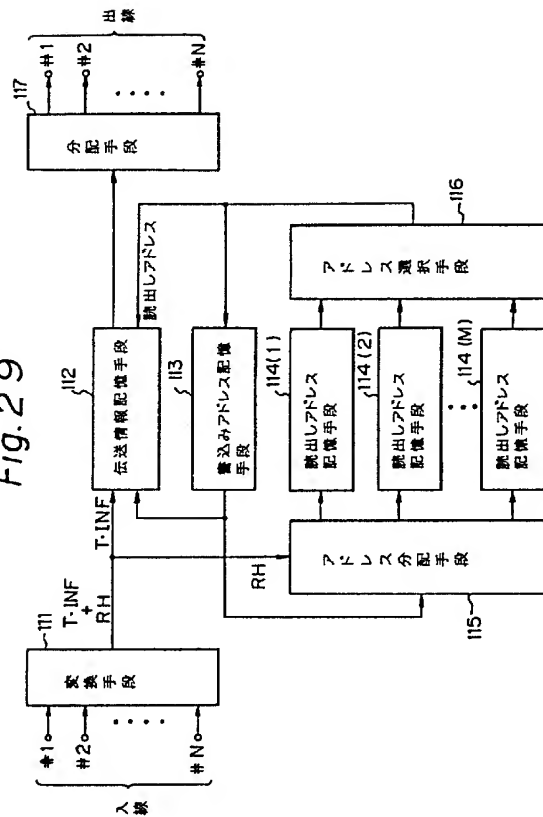 Fig. 29
入線
#1
#2
#N
111
変換手段
T·INF
+
RH
T·INF
RH
112
伝送情報記憶手段
読出しアドレス
113
書込みアドレス記憶
手段
114(1)
読出しアドレス
記憶手段
114(2)
読出しアドレス
記憶手段
114(M)
読出しアドレス
記憶手段
アドレス分配手段
115
アドレス選択手段
116
117
分配手段
#1
#2
#N
出線